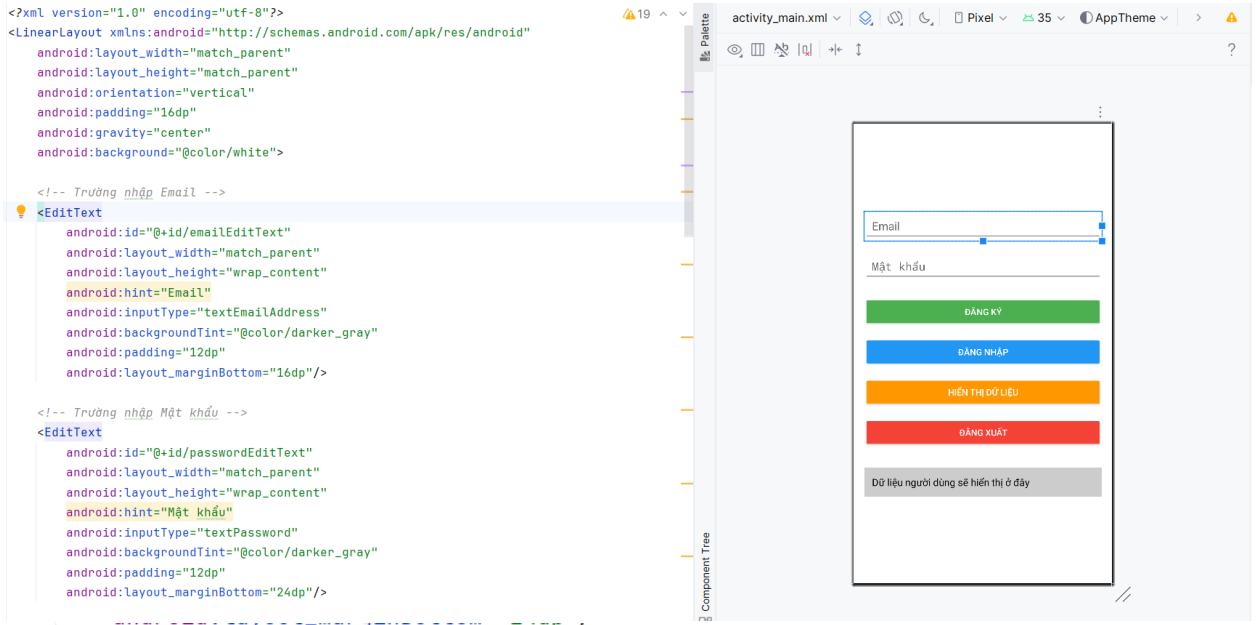 <?xml version="1.0" encoding="utf-8"?>
19
<LinearLayout xmlns:android="http://schemas.android.com/apk/res/android"
android:layout_width="match_parent"
android:layout_height="match_parent"
android:orientation="vertical"
android:padding="16dp"
android:gravity="center"
android:background="@color/white">
<!-- Trường nhập Email -->
<EditText
android:id="@+id/emailEditText"
android:layout_width="match_parent"
android:layout_height="wrap_content"
android:hint="Email"
android:inputType="textEmailAddress"
android:backgroundTint="@color/darker_gray"
android:padding="12dp"
android:layout_marginBottom="16dp"/>
<!-- Trường nhập Mật khẩu -->
<EditText
android:id="@+id/passwordEditText"
android:layout_width="match_parent"
android:layout_height="wrap_content"
android:hint="Mật khẩu"
android:inputType="textPassword"
android:backgroundTint="@color/darker_gray"
android:padding="12dp"
android:layout_marginBottom="24dp"/>
Palette
Component Tree
activity_main.xml Pixel 35 AppTheme
?
Email
Mật khẩu
ĐĂNG KÝ
ĐĂNG NHẬP
HIỂN THỊ DỮ LIỆU
ĐĂNG XUẤT
Dữ liệu người dùng sẽ hiển thị ở đây